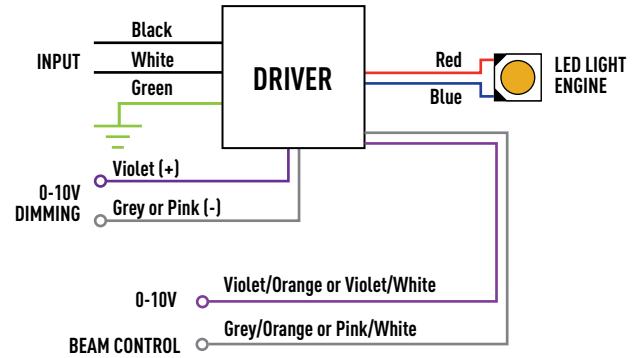 Black
INPUT
White
Green
DRIVER
Red
Blue
LED LIGHT
ENGINE
Violet (+)
0-10V
DIMMING
Grey or Pink (-)
0-10V
Violet/Orange or Violet/White
BEAM CONTROL
Grey/Orange or Pink/White